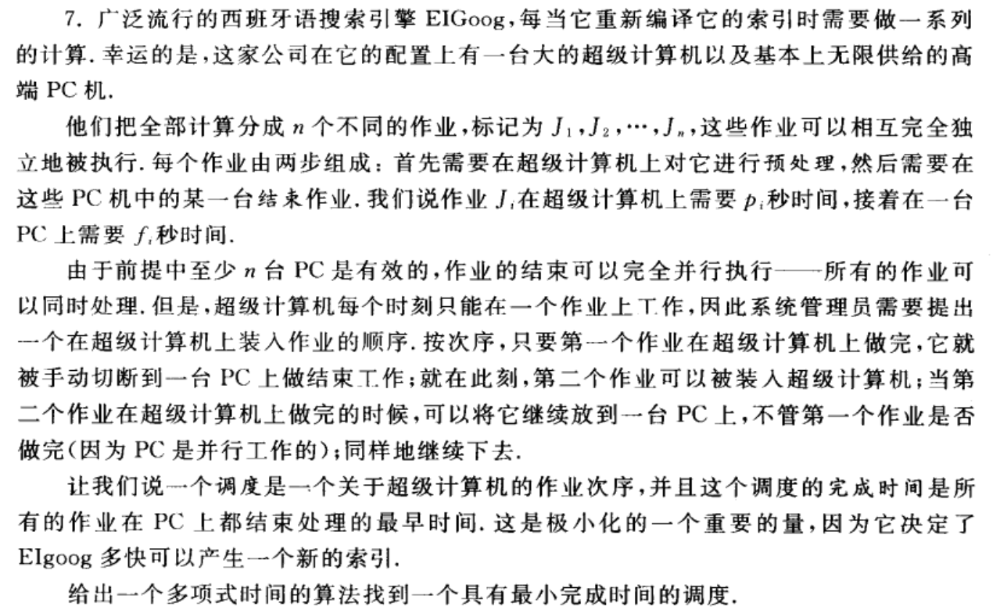 7. 广泛流行的西班牙语搜索引擎 EIGoog,每当它重新编译它的索引时需要做一系列
的计算.幸运的是,这家公司在它的配置上有一台大的超级计算机以及基本上无限供给的高
端 PC 机.
他们把全部计算分成 n 个不同的作业,标记为 J₁,J₂,…,Jₙ,这些作业可以相互完全独
立地被执行.每个作业由两步组成:首先需要在超级计算机上对它进行预处理,然后需要在
这些 PC 机中的某一台结束作业.我们说作业 Jᵢ在超级计算机上需要 pᵢ秒时间,接着在一台
PC 上需要 fᵢ秒时间.
由于前提中至少 n 台 PC 是有效的,作业的结束可以完全并行执行——所有的作业可
以同时处理.但是,超级计算机每个时刻只能在一个作业上工作,因此系统管理员需要提出
一个在超级计算机上装入作业的顺序.按次序,只要第一个作业在超级计算机上做完,它就
被手动切断到一台 PC 上做结束工作;就在此刻,第二个作业可以被装入超级计算机;当第
二个作业在超级计算机上做完的时候,可以将它继续放到一台 PC 上,不管第一个作业是否
做完(因为 PC 是并行工作的);同样地继续下去.
让我们说一个调度是一个关于超级计算机的作业次序,并且这个调度的完成时间是所
有的作业在 PC 上都结束处理的最早时间.这是极小化的一个重要的量,因为它决定了
EIgoog 多快可以产生一个新的索引.
给出一个多项式时间的算法找到一个具有最小完成时间的调度.